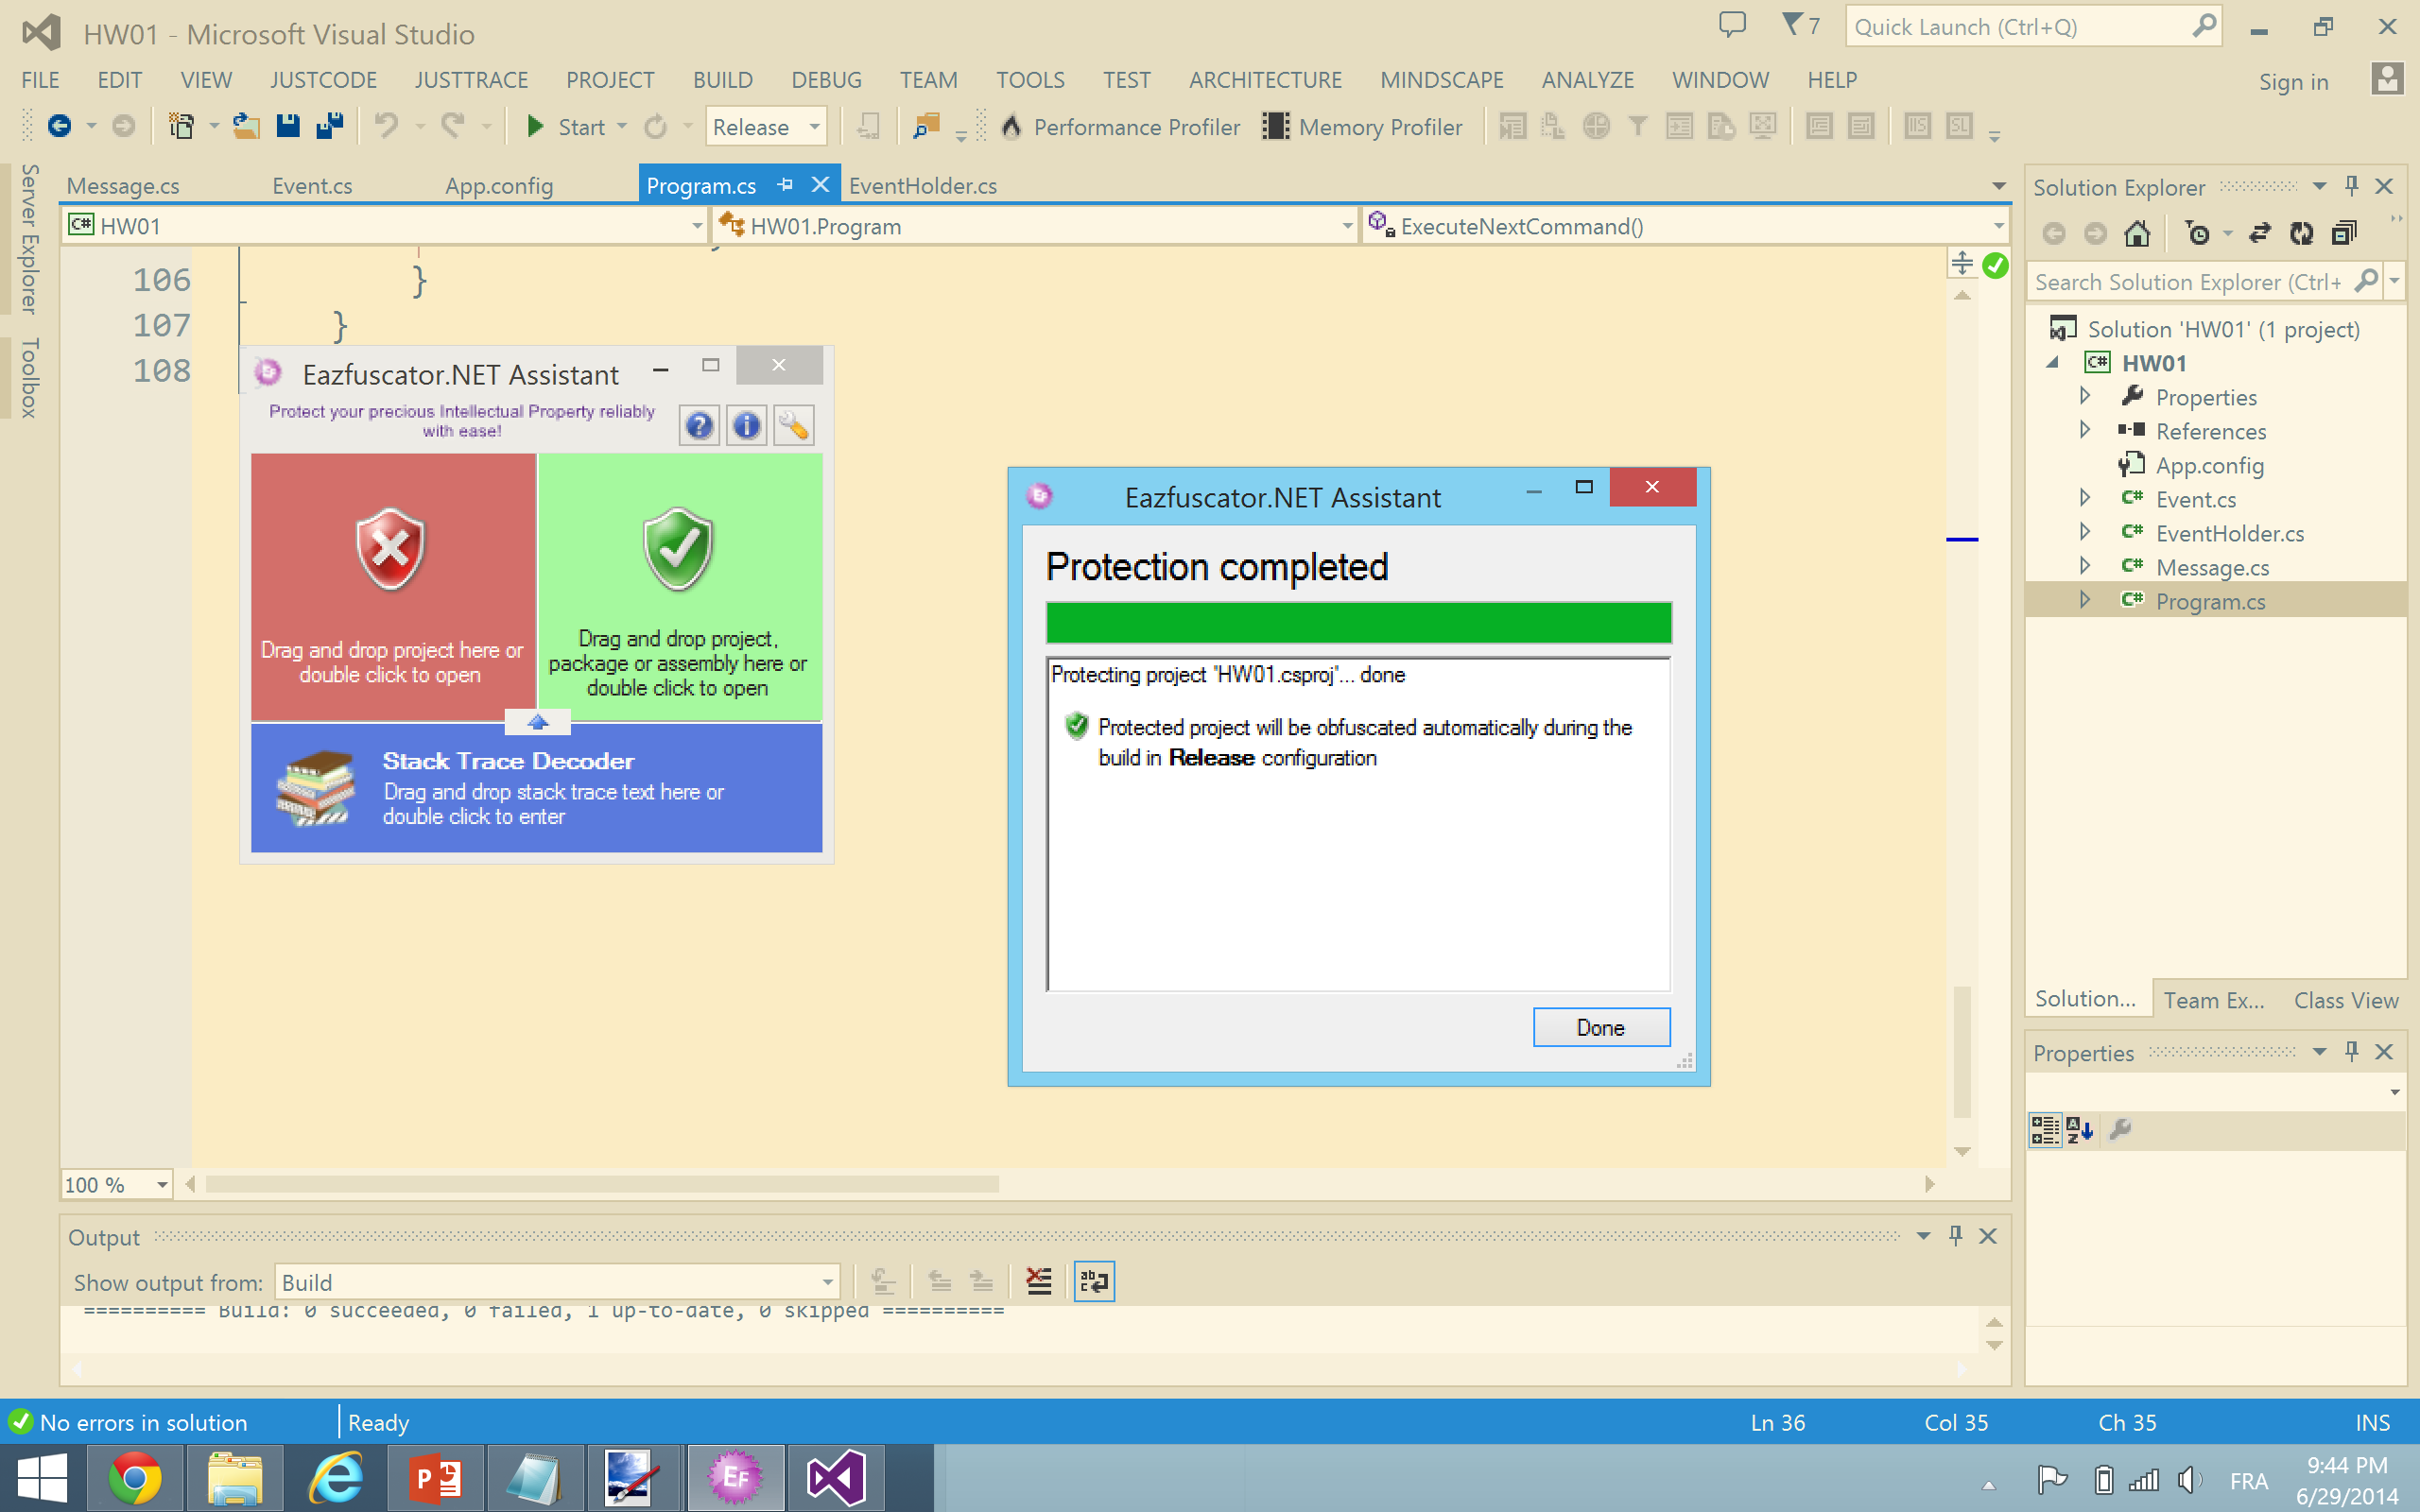 HW01 - Microsoft Visual Studio
7
Quick Launch (Ctrl+Q)
FILE EDIT VIEW JUSTCODE JUSTTRACE PROJECT BUILD DEBUG TEAM TOOLS TEST ARCHITECTURE MINDSCAPE ANALYZE WINDOW HELP
Sign in
Start Release Performance Profiler Memory Profiler
Server Explorer
Toolbox
Message.cs Event.cs App.config Program.cs EventHolder.cs
HW01 HW01.Program ExecuteNextCommand()
106 }
107 }
108
Eazfuscator.NET Assistant
Protect your precious Intellectual Property reliably
with ease!
Drag and drop project here or
double click to open
Drag and drop project,
package or assembly here or
double click to open
Stack Trace Decoder
Drag and drop stack trace text here or
double click to enter
Eazfuscator.NET Assistant
Protection completed
Protecting project 'HW01.csproj'... done
Protected project will be obfuscated automatically during the
build in Release configuration
Done
Solution Explorer
Search Solution Explorer (Ctrl+
Solution 'HW01' (1 project)
C# HW01
Properties
References
App.config
C# Event.cs
C# EventHolder.cs
C# Message.cs
C# Program.cs
Solution... Team Ex... Class View
Properties
100 %
Output
Show output from: Build
========== Build: 0 succeeded, 0 failed, 1 up-to-date, 0 skipped ==========
No errors in solution Ready Ln 36 Col 35 Ch 35 INS
FRA
9:44 PM
6/29/2014